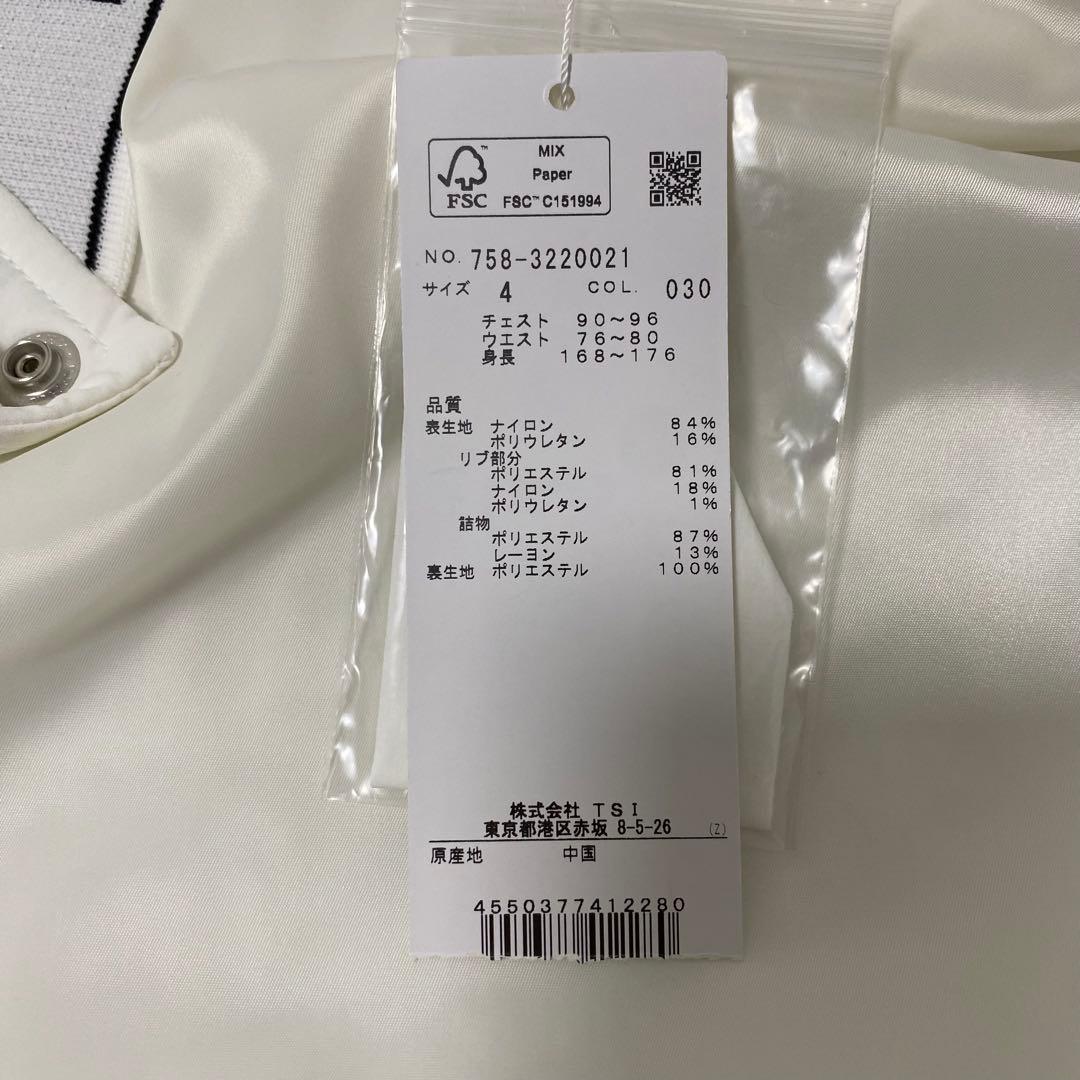 FSC™
MIX
Paper
FSC™ C151994
NO. 758-3220021
サイズ 4 COL. 030
チェスト 90～96
ウエスト 76～80
身長 168～176
品質
表生地 ナイロン 84%
ポリウレタン 16%
リブ部分
ポリエステル 81%
ナイロン 18%
ポリウレタン 1%
詰物
ポリエステル 87%
レーヨン 13%
裏生地 ポリエステル 100%
株式会社 TSI
東京都港区赤坂 8-5-26 (Z)
原産地 中国
4550377412280